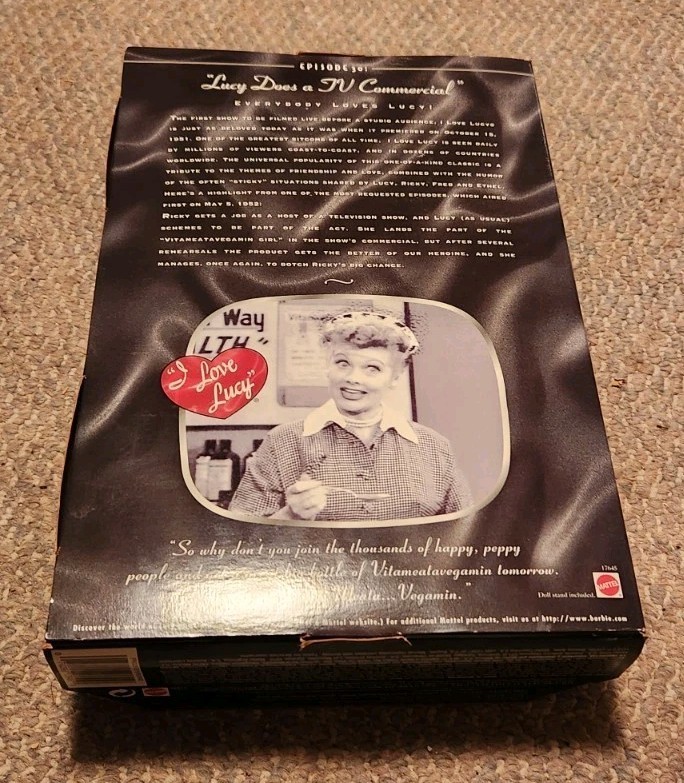 EPISODE 30!
"Lucy Does a TV Commercial"
EVERYBODY LOVES LUCY!
THE FIRST SHOW TO BE FILMED LIVE BEFORE A STUDIO AUDIENCE, I LOVE LUCY®
IS JUST AS BELOVED TODAY AS IT WAS WHEN IT PREMIERED ON OCTOBER 15,
1951. ONE OF THE GREATEST SITCOMS OF ALL TIME, I LOVE LUCY IS SEEN DAILY
BY MILLIONS OF VIEWERS COAST-TO-COAST, AND IN DOZENS OF COUNTRIES
WORLDWIDE. THE UNIVERSAL POPULARITY OF THIS ONE-OF-A-KIND CLASSIC IS A
TRIBUTE TO THE THEMES OF FRIENDSHIP AND LOVE, COMBINED WITH THE HUMOR
OF THE OFTEN "STICKY" SITUATIONS SHARED BY LUCY, RICKY, FRED AND ETHEL.
HERE'S A HIGHLIGHT FROM ONE OF THE MOST REQUESTED EPISODES, WHICH AIRED
FIRST ON MAY 5, 1952:
RICKY GETS A JOB AS A HOST OF A TELEVISION SHOW, AND LUCY (AS USUAL)
SCHEMES TO BE PART OF THE ACT. SHE LANDS THE PART OF THE
"VITAMEATAVEGAMIN GIRL" IN THE SHOW'S COMMERCIAL, BUT AFTER SEVERAL
REHEARSALS THE PRODUCT GETS THE BETTER OF OUR HEROINE, AND SHE
MANAGES, ONCE AGAIN, TO BOTCH RICKY'S BIG CHANCE.
Way
LTH"
"I Love
Lucy"
"So why don't you join the thousands of happy, peppy
people and bottle of Vitameatavegamin tomorrow.
Vegamin."
17645
Doll stand included.
MATTEL
Discover the world Mattel website.) For additional Mattel products, visit us at http://www.barbie.com